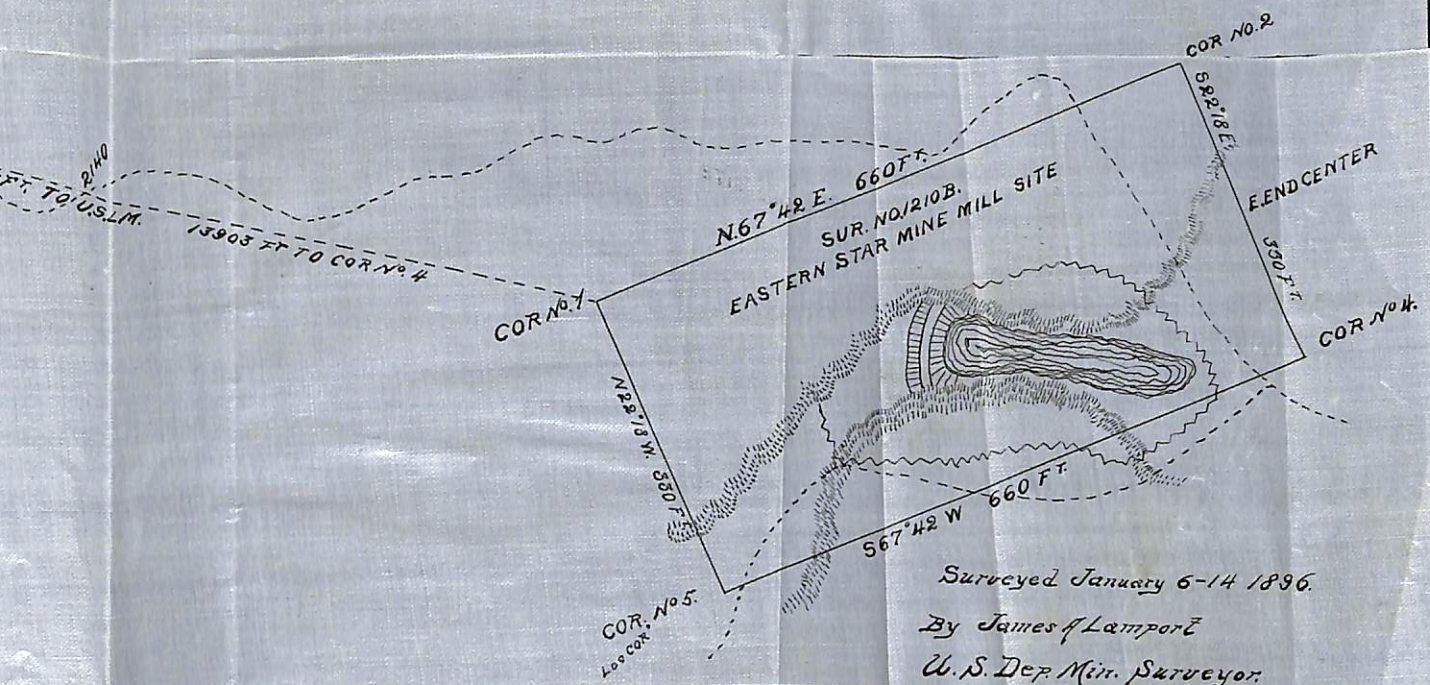 COR NO.2
S22°18'E
2140
FT. TO U.S.L.M.
13903 FT TO COR NO. 4
N.67°42 E. 660 FT.
SUR. NO.1210B.
EASTERN STAR MINE MILL SITE
E.END CENTER
330 FT.
COR NO.1
COR NO 4.
N22°18 W. 330 FT
S67°42 W 660 FT.
COR. NO 5.
LOC COR.
Surveyed January 6-14 1896.
By James A Lamport
U.S. Dep. Min. Surveyor.